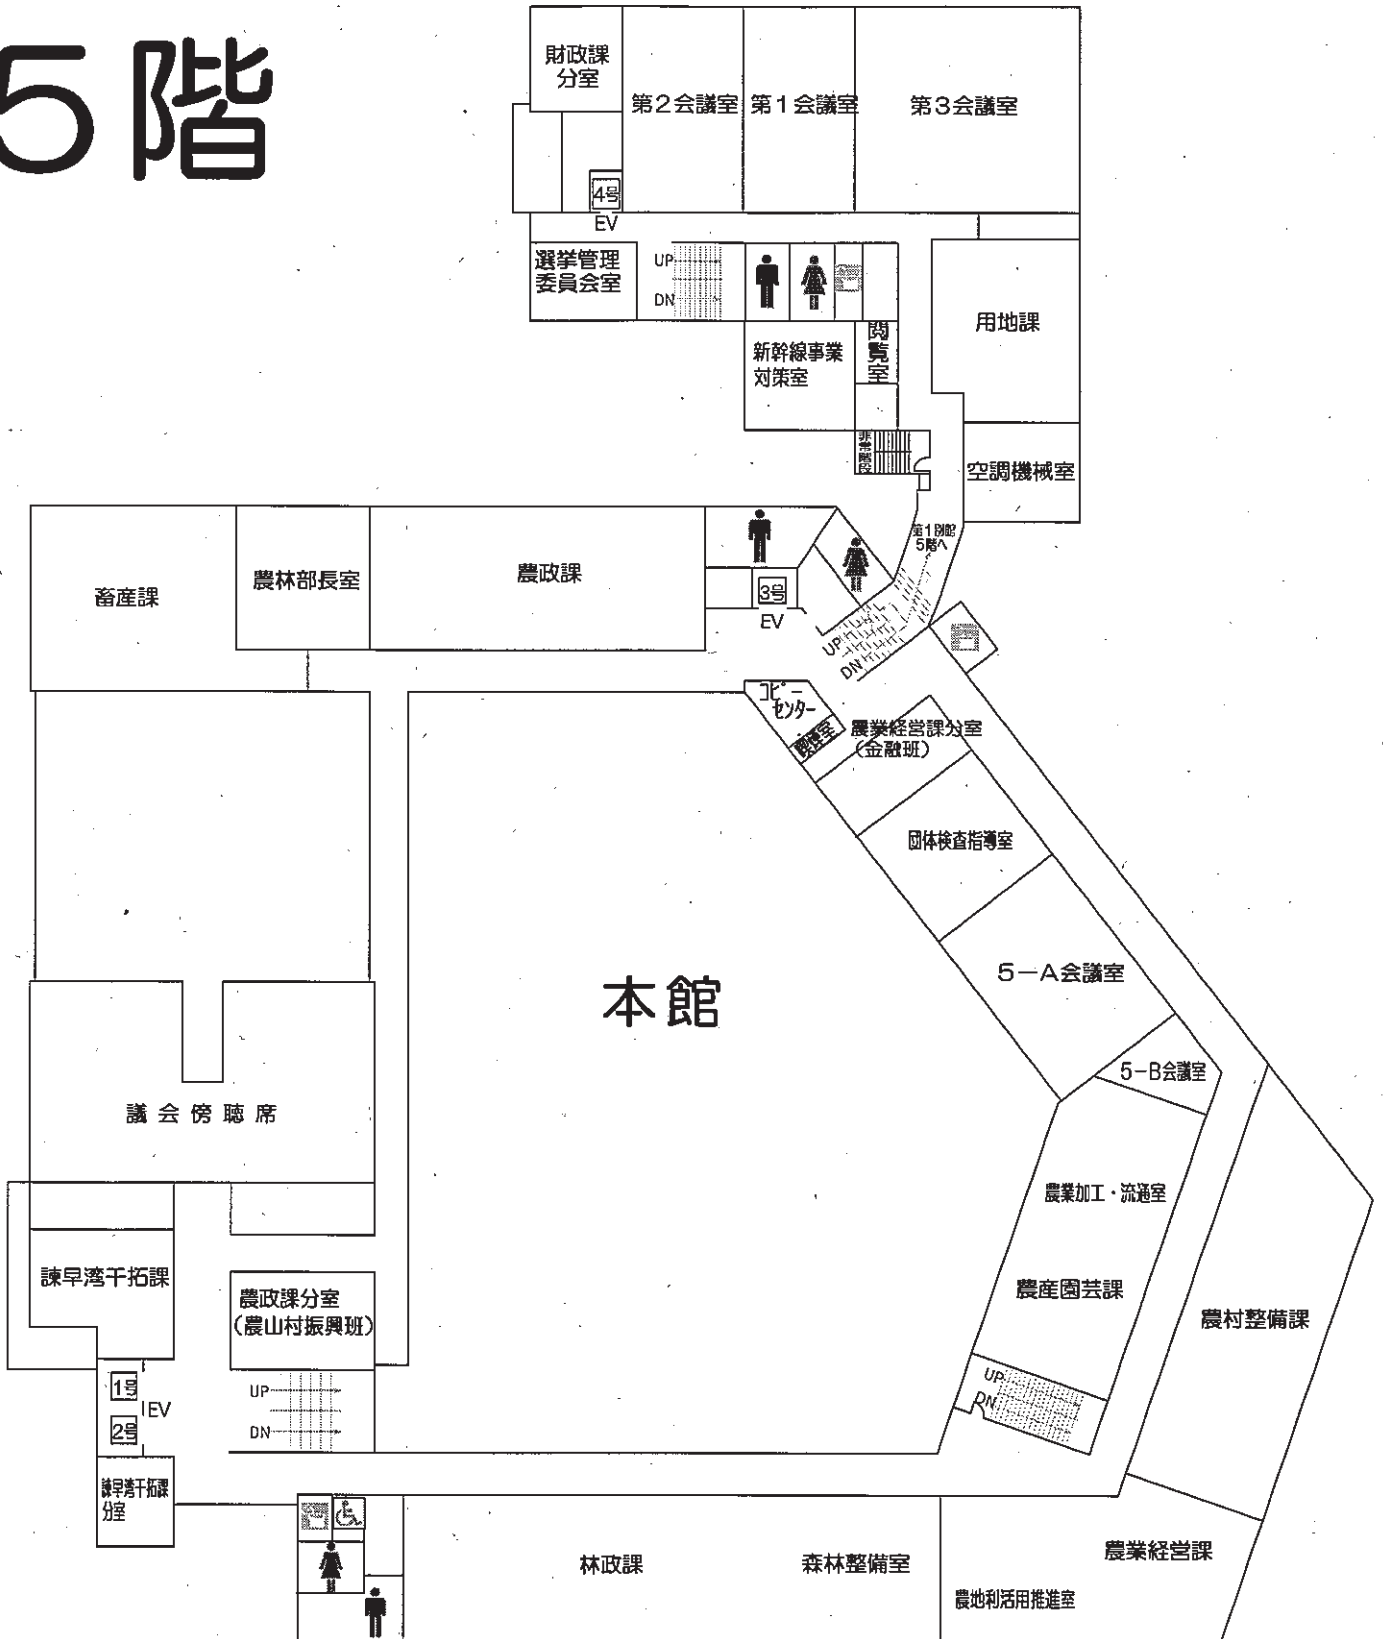 5階
財政課
分室
第2会議室
第1会議室
第3会議室
4号
EV
選挙管理
委員会室
UP
DN
新幹線事業
対策室
閲覧室
用地課
非常階段
空調機械室
第1別館
5階へ
畜産課
農林部長室
農政課
3号
EV
UP
DN
コピー
センター
喫煙室
農業経営課分室
(金融班)
団体検査指導室
本館
5-A会議室
5-B会議室
議会傍聴席
農業加工・流通室
諫早湾干拓課
農政課分室
(農山村振興班)
農産園芸課
農村整備課
1号
EV
2号
UP
DN
UP
DN
諫早湾干拓課
分室
林政課
森林整備室
農業経営課
農地利活用推進室